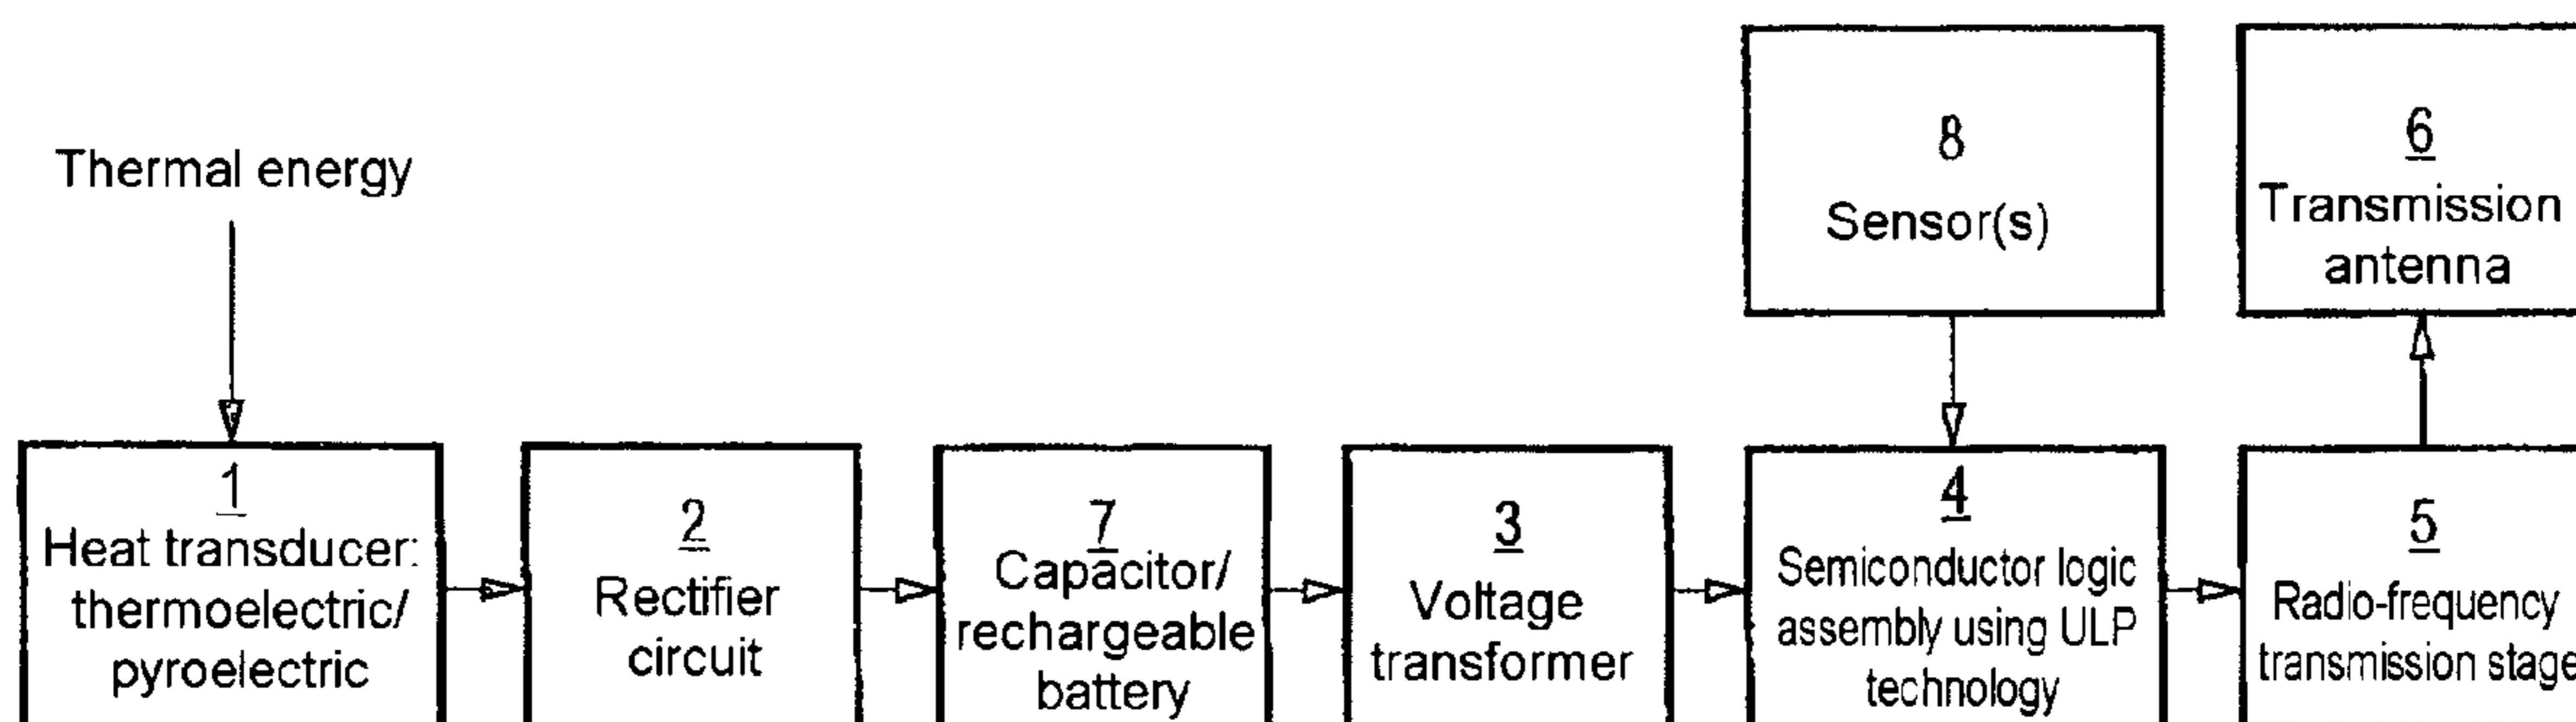 Thermal energy
8
Sensor(s)
6
Transmission
antenna
1
Heat transducer:
thermoelectric/
pyroelectric
2
Rectifier
circuit
7
Capacitor/
rechargeable
battery
3
Voltage
transformer
4
Semiconductor logic
assembly using ULP
technology
5
Radio-frequency
transmission stage